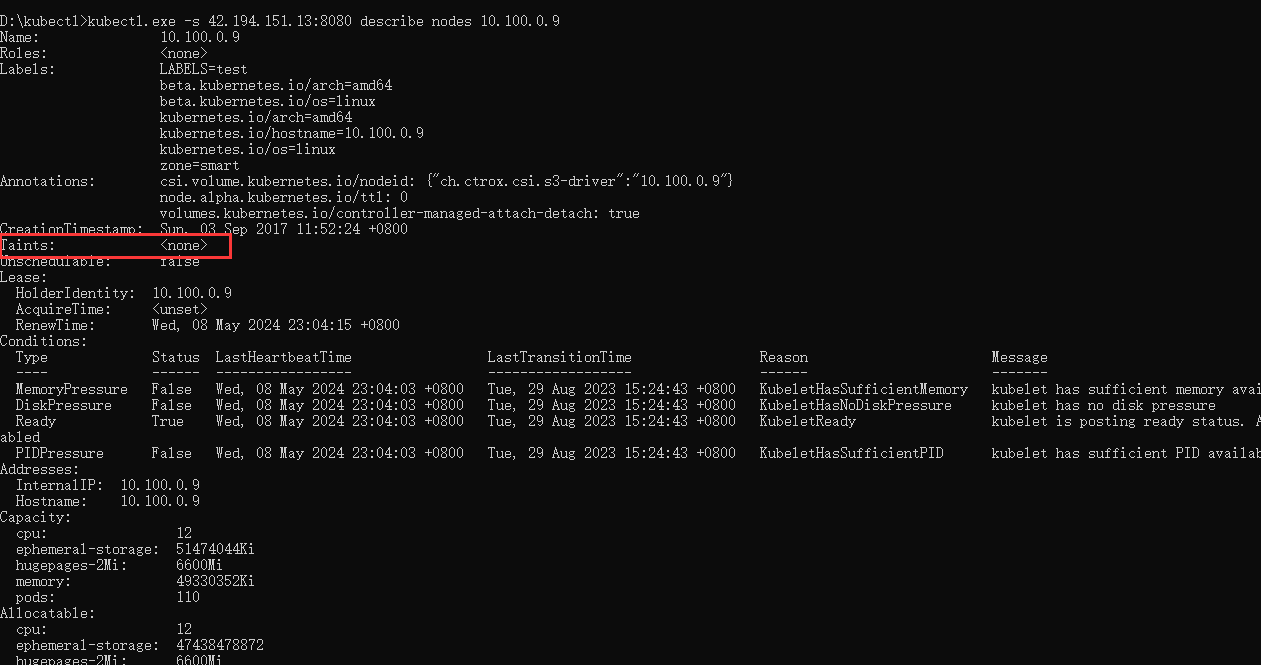 D:\kubectl>kubectl.exe -s 42.194.151.13:8080 describe nodes 10.100.0.9
Name: 10.100.0.9
Roles: <none>
Labels: LABELS=test
beta.kubernetes.io/arch=amd64
beta.kubernetes.io/os=linux
kubernetes.io/arch=amd64
kubernetes.io/hostname=10.100.0.9
kubernetes.io/os=linux
zone=smart
Annotations: csi.volume.kubernetes.io/nodeid: {"ch.ctrox.csi.s3-driver":"10.100.0.9"}
node.alpha.kubernetes.io/ttl: 0
volumes.kubernetes.io/controller-managed-attach-detach: true
CreationTimestamp: Sun, 03 Sep 2017 11:52:24 +0800
Taints: <none>
Unschedulable: false
Lease:
HolderIdentity: 10.100.0.9
AcquireTime: <unset>
RenewTime: Wed, 08 May 2024 23:04:15 +0800
Conditions:
Type Status LastHeartbeatTime LastTransitionTime Reason Message
---- ------ ----------------- ------------------ ------ -------
MemoryPressure False Wed, 08 May 2024 23:04:03 +0800 Tue, 29 Aug 2023 15:24:43 +0800 KubeletHasSufficientMemory kubelet has sufficient memory avai
DiskPressure False Wed, 08 May 2024 23:04:03 +0800 Tue, 29 Aug 2023 15:24:43 +0800 KubeletHasNoDiskPressure kubelet has no disk pressure
Ready True Wed, 08 May 2024 23:04:03 +0800 Tue, 29 Aug 2023 15:24:43 +0800 KubeletReady kubelet is posting ready status. A
abled
PIDPressure False Wed, 08 May 2024 23:04:03 +0800 Tue, 29 Aug 2023 15:24:43 +0800 KubeletHasSufficientPID kubelet has sufficient PID availab
Addresses:
InternalIP: 10.100.0.9
Hostname: 10.100.0.9
Capacity:
cpu: 12
ephemeral-storage: 51474044Ki
hugepages-2Mi: 6600Mi
memory: 49330352Ki
pods: 110
Allocatable:
cpu: 12
ephemeral-storage: 47438478872
hugepages-2Mi: 6600Mi